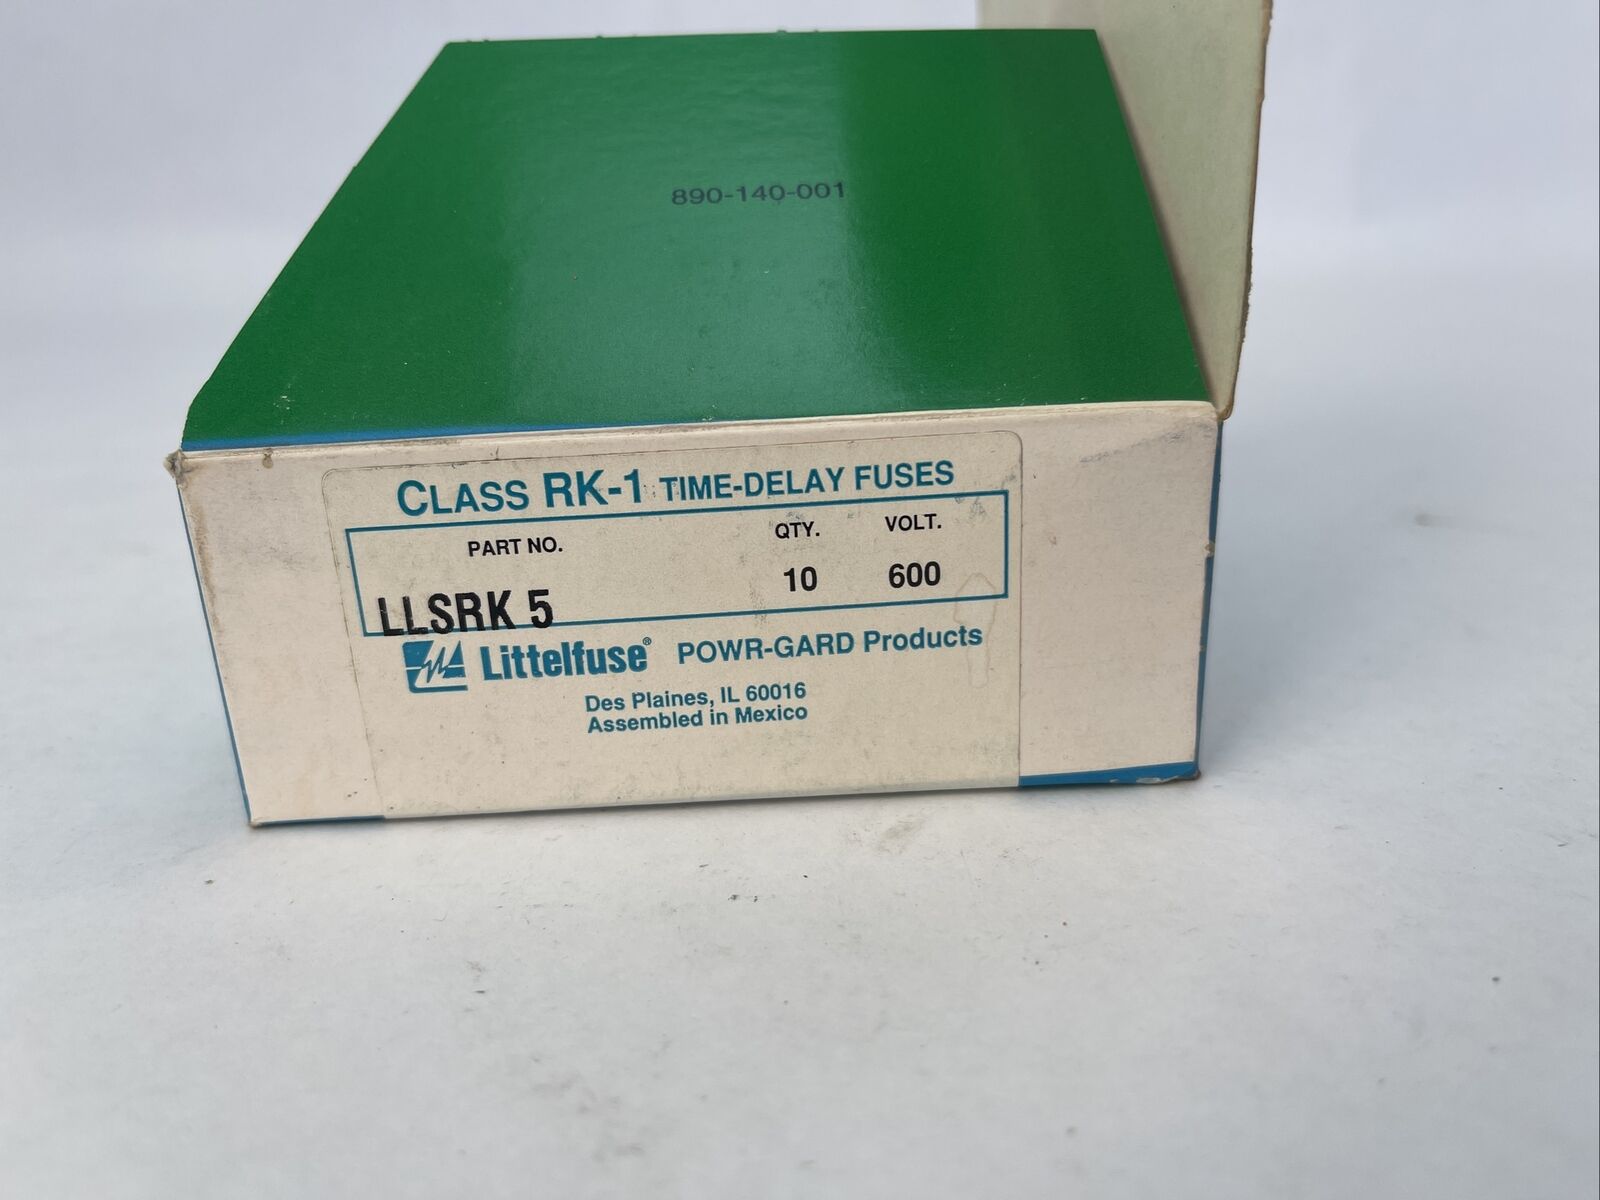 890-140-001
CLASS RK-1 TIME-DELAY FUSES
PART NO. QTY. VOLT.
LLSRK 5 10 600
Littelfuse® POWR-GARD Products
Des Plaines, IL 60016
Assembled in Mexico